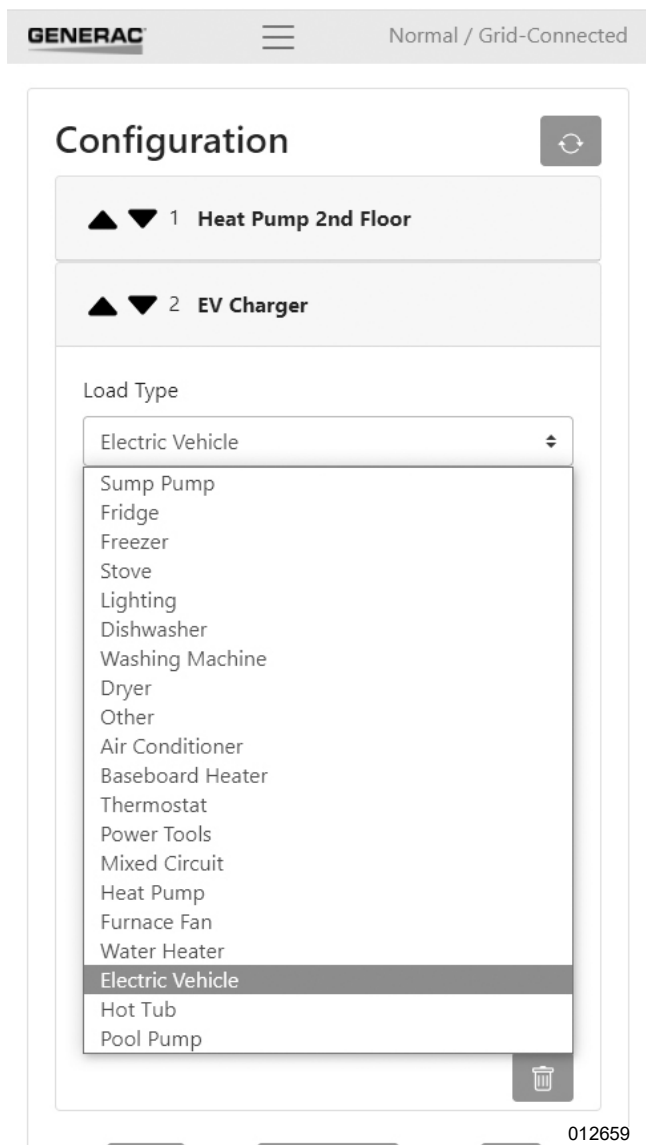 GENERAC
Normal / Grid-Connected
Configuration
1 Heat Pump 2nd Floor
2 EV Charger
Load Type
Electric Vehicle
Sump Pump
Fridge
Freezer
Stove
Lighting
Dishwasher
Washing Machine
Dryer
Other
Air Conditioner
Baseboard Heater
Thermostat
Power Tools
Mixed Circuit
Heat Pump
Furnace Fan
Water Heater
Electric Vehicle
Hot Tub
Pool Pump
012659